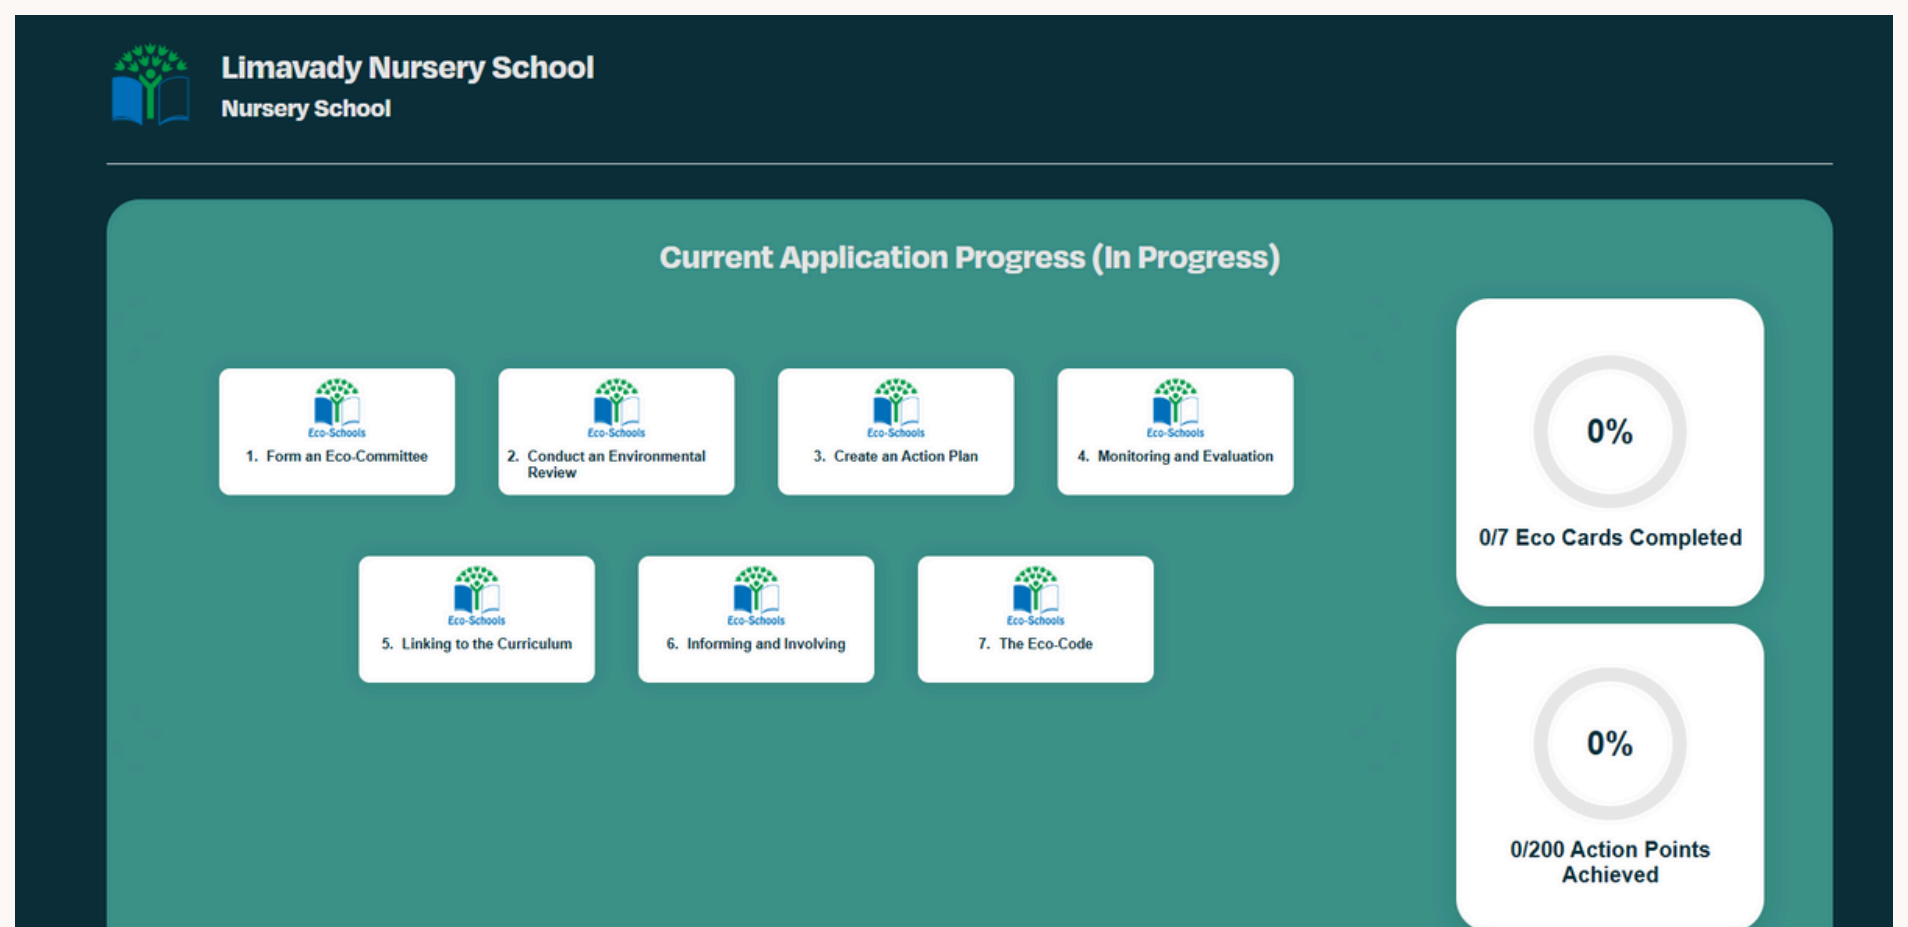 Limavady Nursery School
Nursery School
Current Application Progress (In Progress)
Eco-Schools
1. Form an Eco-Committee
Eco-Schools
2. Conduct an Environmental
Review
Eco-Schools
3. Create an Action Plan
Eco-Schools
4. Monitoring and Evaluation
Eco-Schools
5. Linking to the Curriculum
Eco-Schools
6. Informing and Involving
Eco-Schools
7. The Eco-Code
0%
0/7 Eco Cards Completed
0%
0/200 Action Points
Achieved